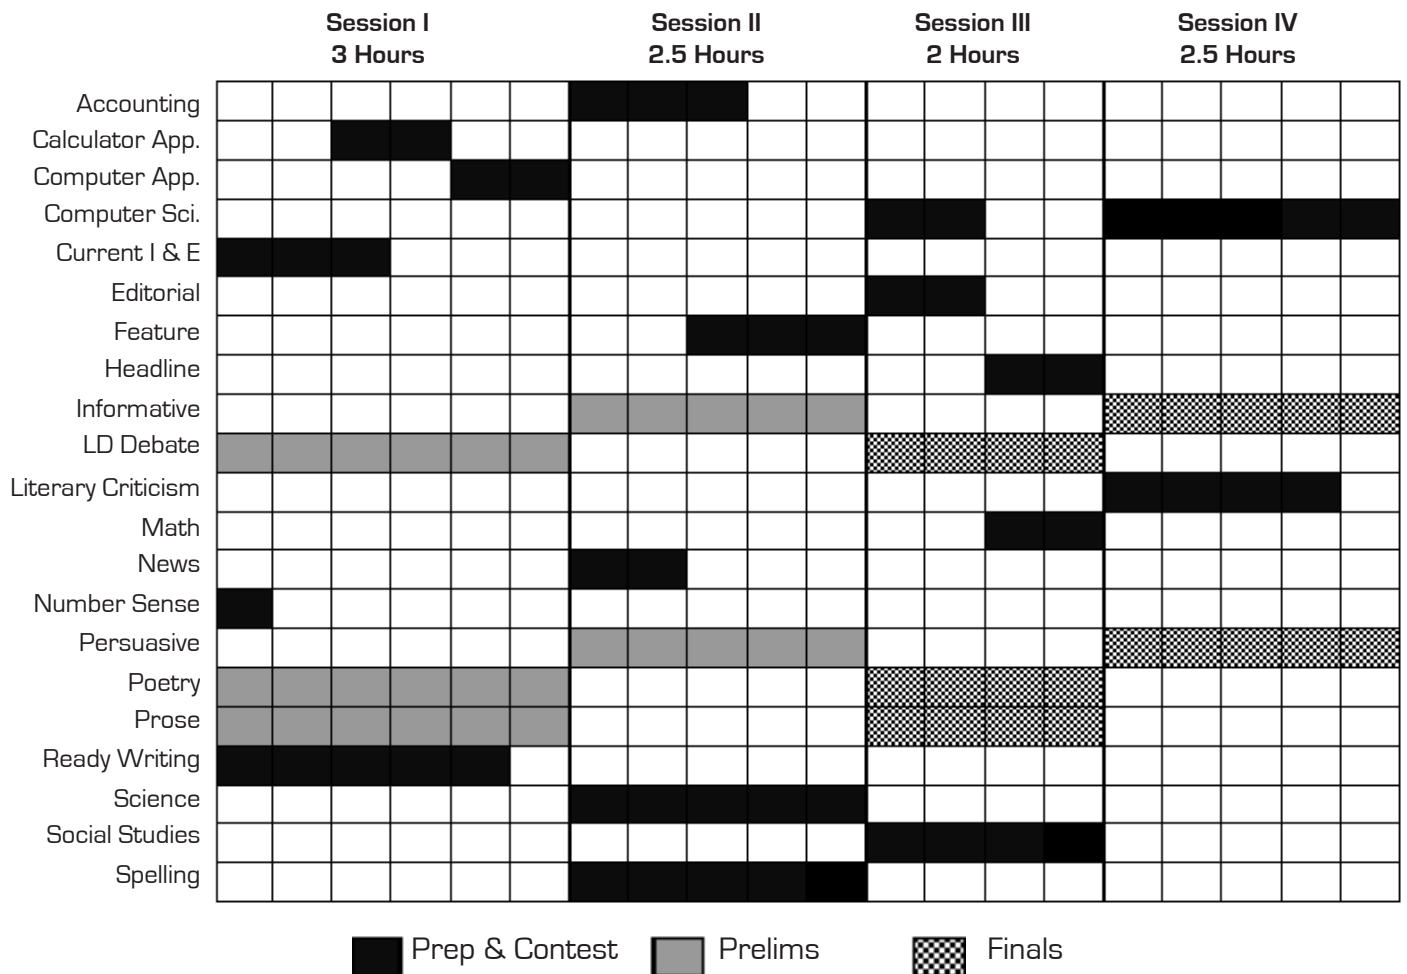 Session I
3 Hours
Session II
2.5 Hours
Session III
2 Hours
Session IV
2.5 Hours
Accounting
Calculator App.
Computer App.
Computer Sci.
Current I & E
Editorial
Feature
Headline
Informative
LD Debate
Literary Criticism
Math
News
Number Sense
Persuasive
Poetry
Prose
Ready Writing
Science
Social Studies
Spelling
Prep & Contest
Prelims
Finals